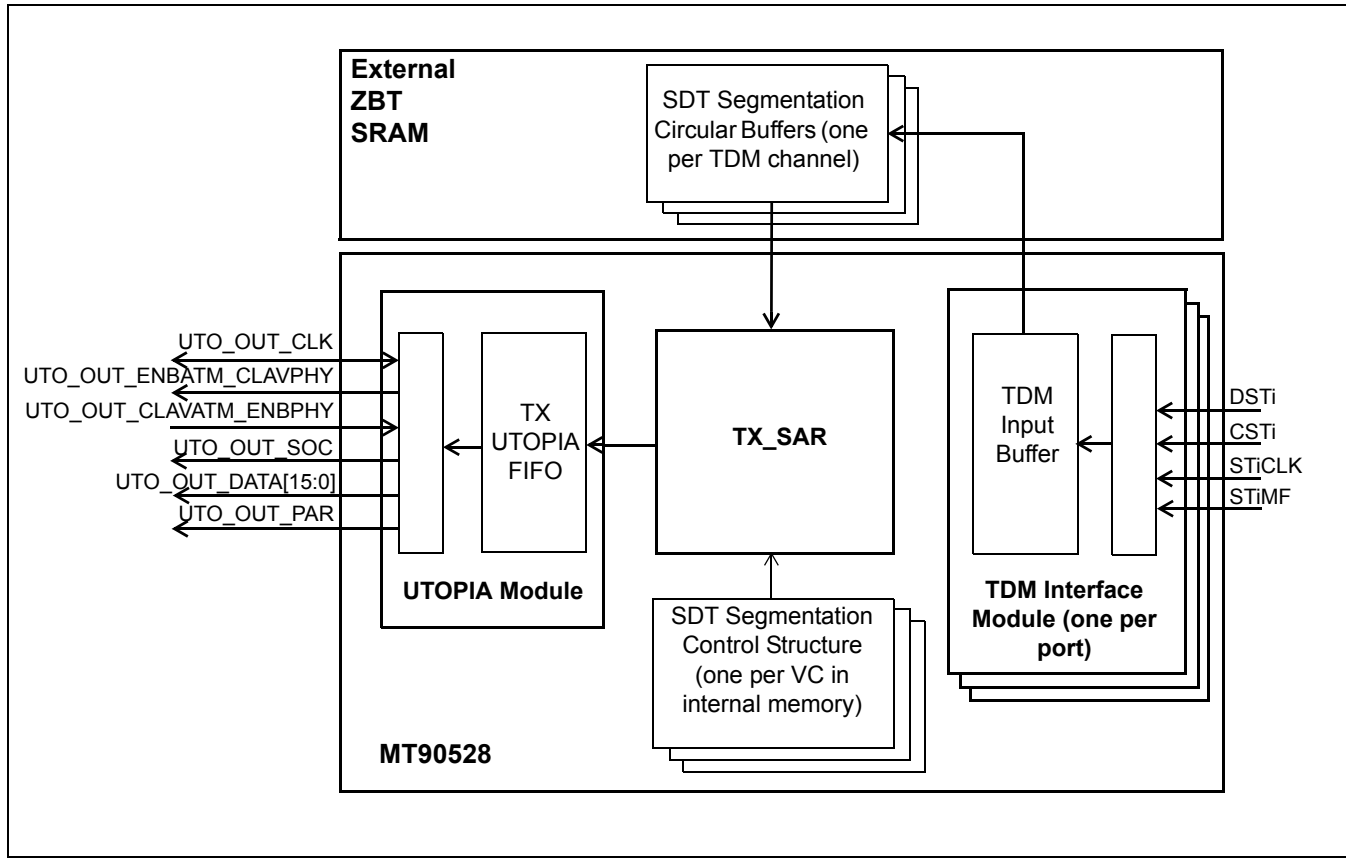 External
ZBT
SRAM
SDT Segmentation
Circular Buffers (one
per TDM channel)
UTO_OUT_CLK
UTO_OUT_ENBATM_CLAVPHY
UTO_OUT_CLAVATM_ENBPHY
UTO_OUT_SOC
UTO_OUT_DATA[15:0]
UTO_OUT_PAR
TX
UTOPIA
FIFO
UTOPIA Module
TX_SAR
SDT Segmentation
Control Structure
(one per VC in
internal memory)
TDM
Input
Buffer
TDM Interface
Module (one per
port)
DSTi
CSTi
STiCLK
STiMF
MT90528